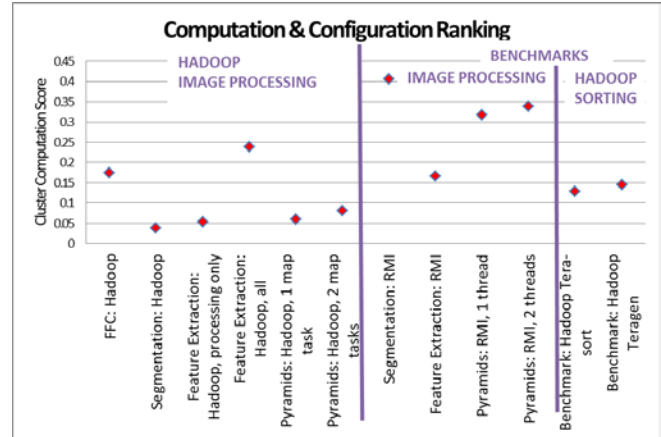 Computation & Configuration Ranking
Cluster Computation Score
0.45
0.4
0.35
0.3
0.25
0.2
0.15
0.1
0.05
0
HADOOP
IMAGE PROCESSING
BENCHMARKS
IMAGE PROCESSING
HADOOP
SORTING
FFC: Hadoop
Segmentation: Hadoop
Feature Extraction:
Hadoop, processing only
Feature Extraction:
Hadoop, all
Pyramids: Hadoop, 1 map
task
Pyramids: Hadoop, 2 map
tasks
Segmentation: RMI
Feature Extraction: RMI
Pyramids: RMI, 1 thread
Pyramids: RMI, 2 threads
Benchmark: Hadoop Tera-
sort
Benchmark: Hadoop
Teragen